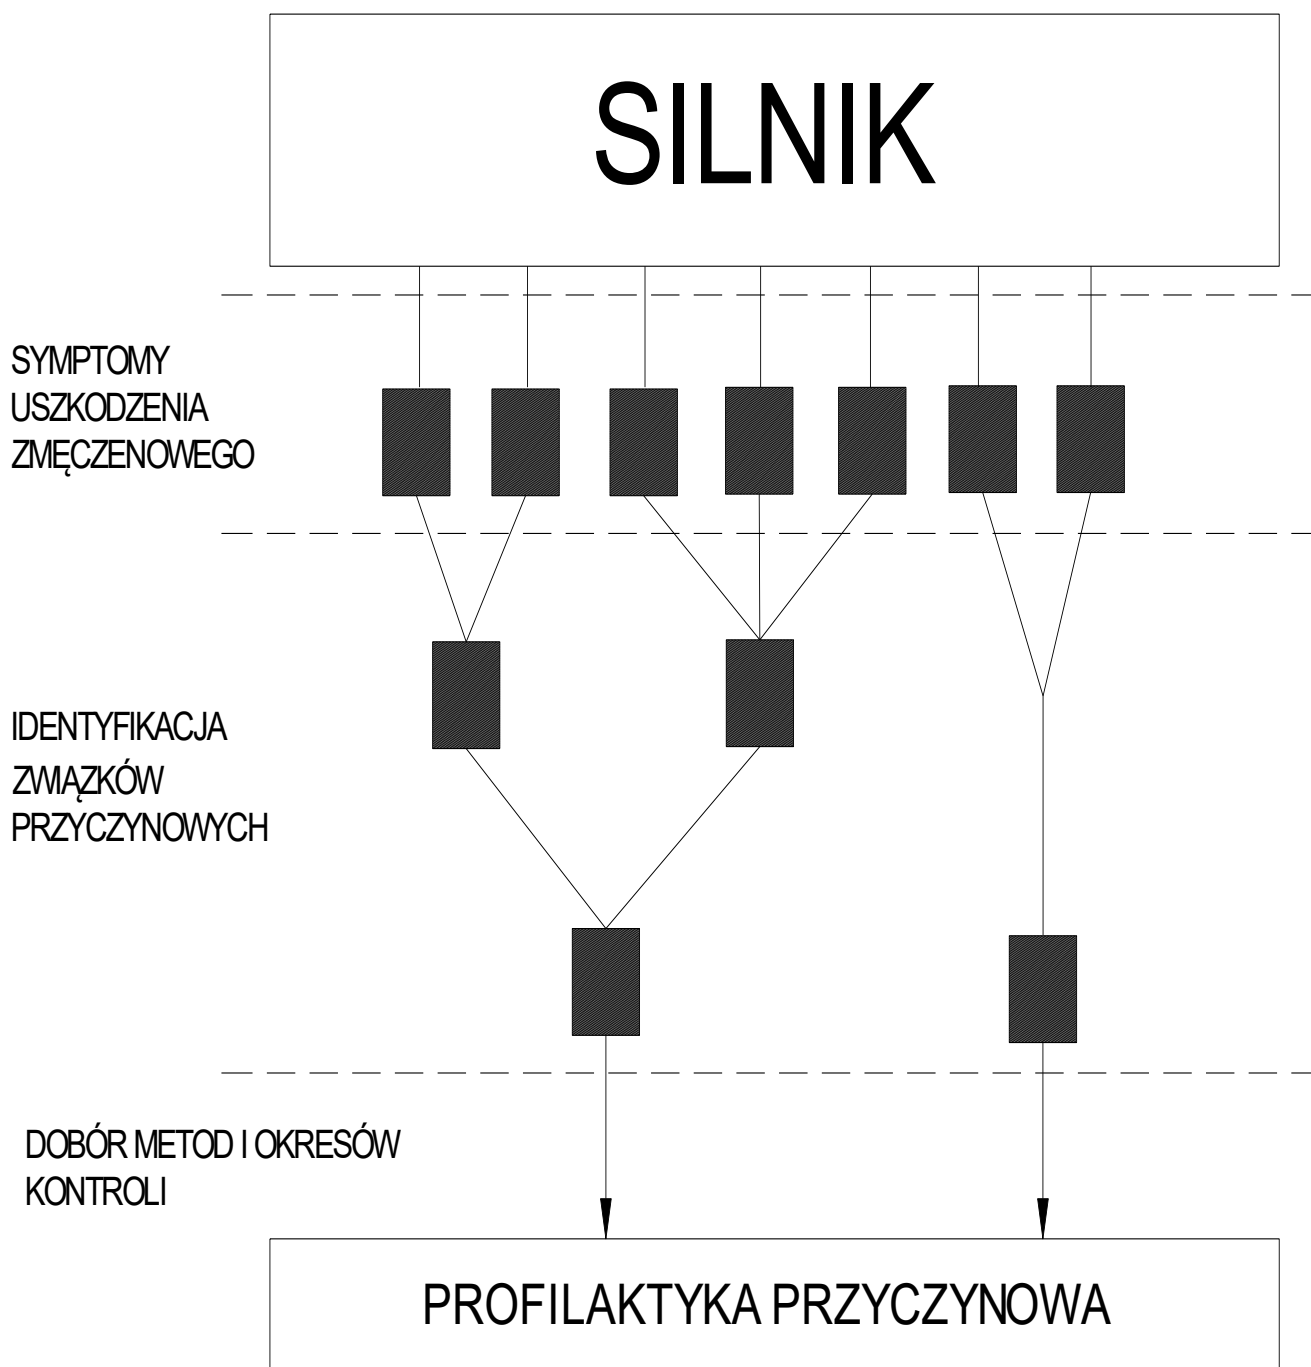 SILNIK
SYMPTOMY
USZKODZENIA
ZMĘCZENOWEGO
IDENTYFIKACJA
ZWIĄZKÓW
PRZYCZYNOWYCH
DOBÓR METOD I OKRESÓW
KONTROLI
PROFILAKTYKA PRZYCZYNOWA